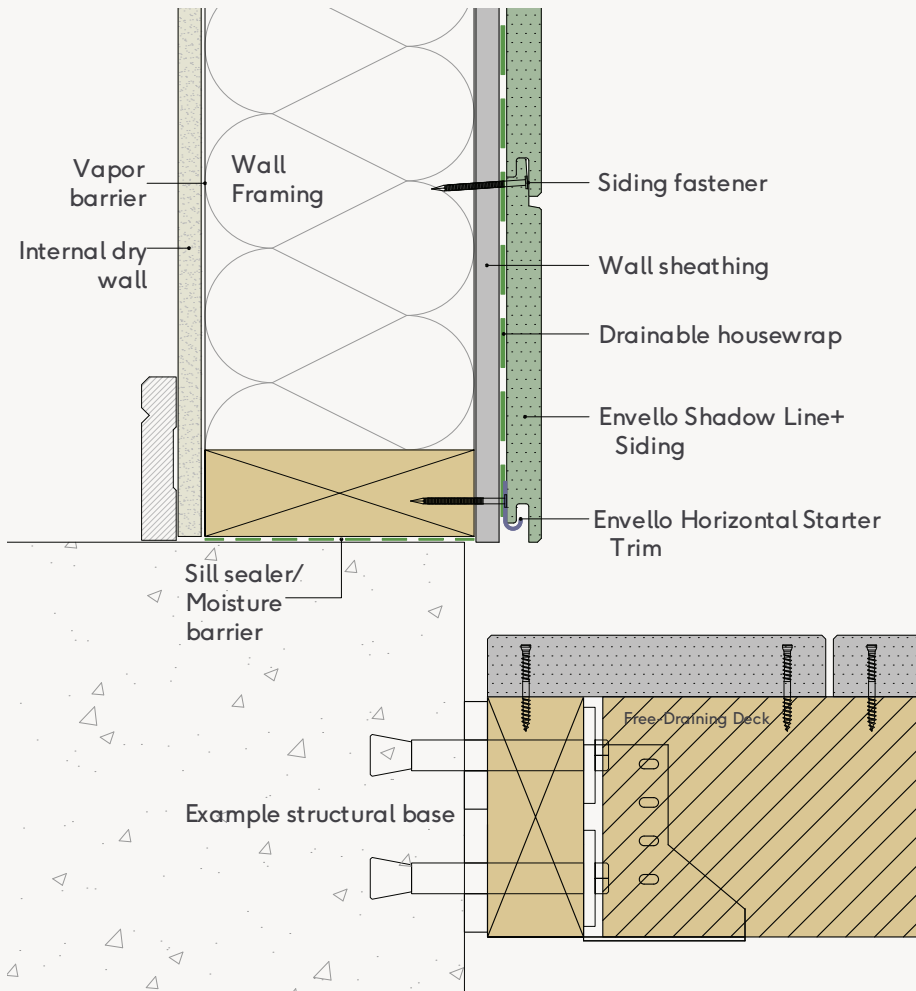 Vapor
barrier
Wall
Framing
Siding fastener
Internal dry
wall
Wall sheathing
Drainable housewrap
Envello Shadow Line+
Siding
Envello Horizontal Starter
Trim
Sill sealer/
Moisture
barrier
Free-Draining Deck
Example structural base